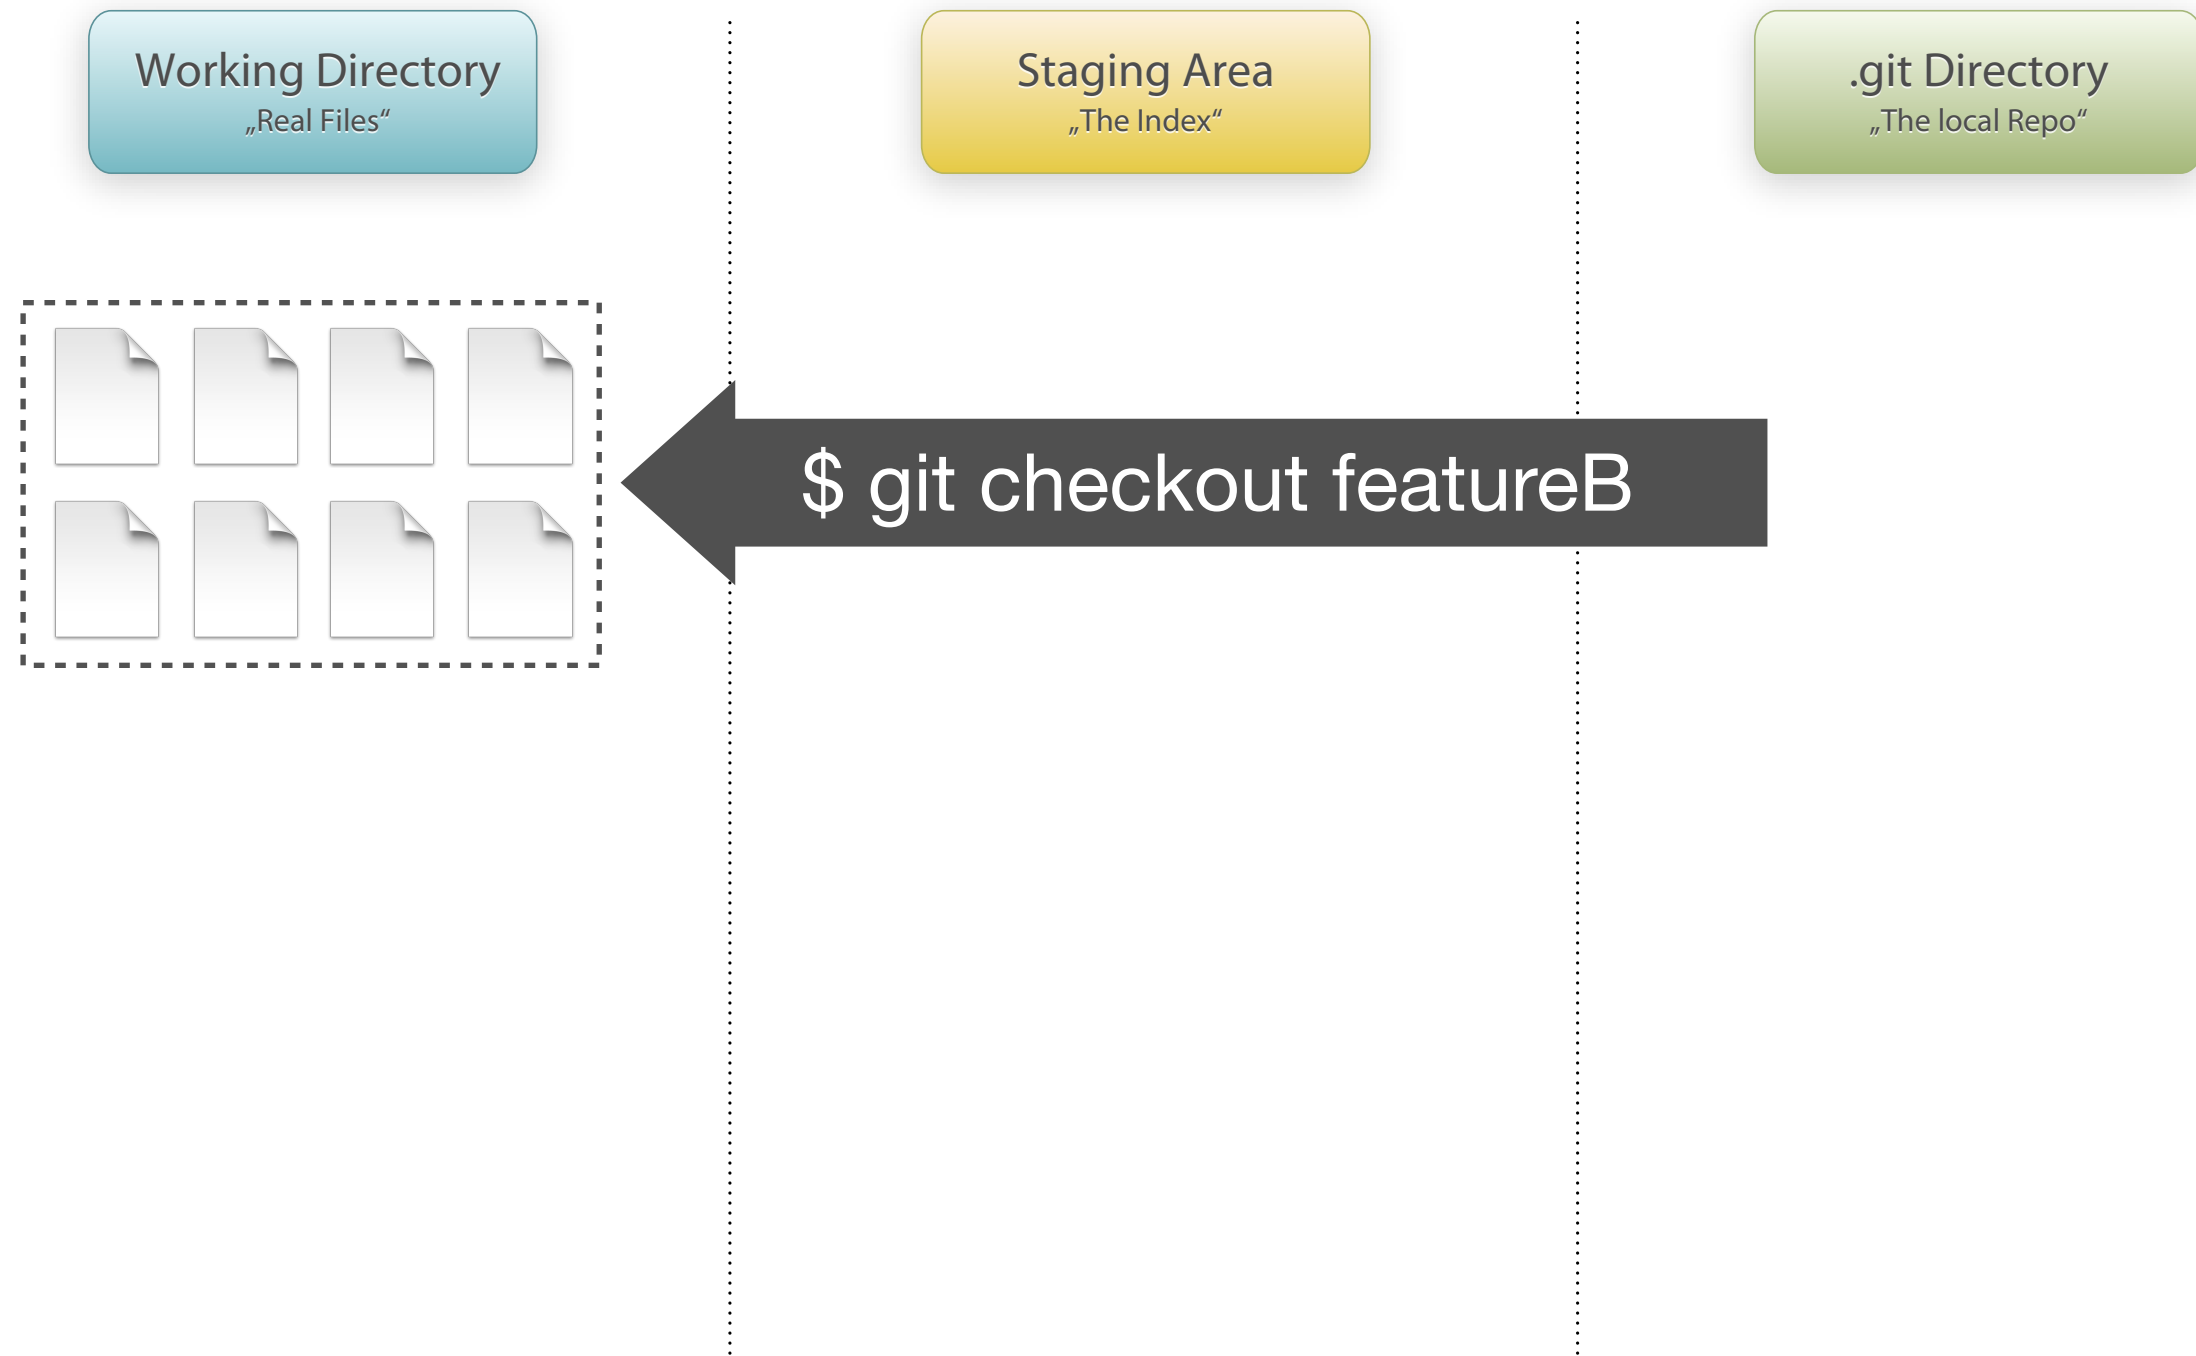 Working Directory
„Real Files“
Staging Area
„The Index“
.git Directory
„The local Repo“
$ git checkout featureB